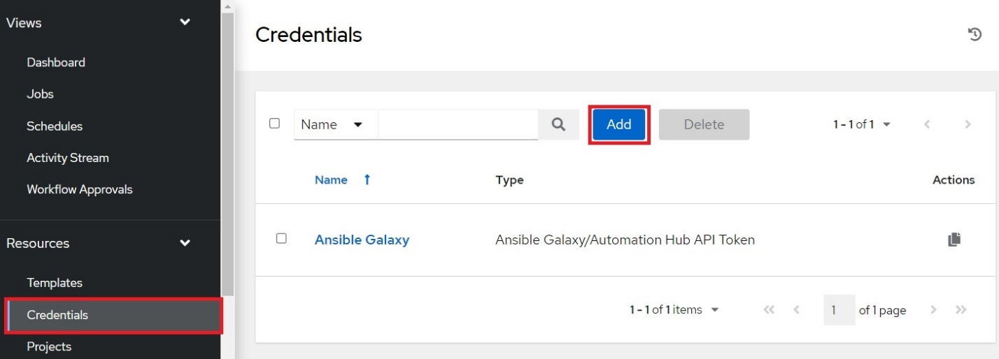 Views
Dashboard
Jobs
Schedules
Activity Stream
Workflow Approvals
Resources
Templates
Credentials
Projects
Credentials
Name Add Delete 1 - 1 of 1
Name Type Actions
Ansible Galaxy Ansible Galaxy/Automation Hub API Token
1 - 1 of 1 items 1 of 1 page